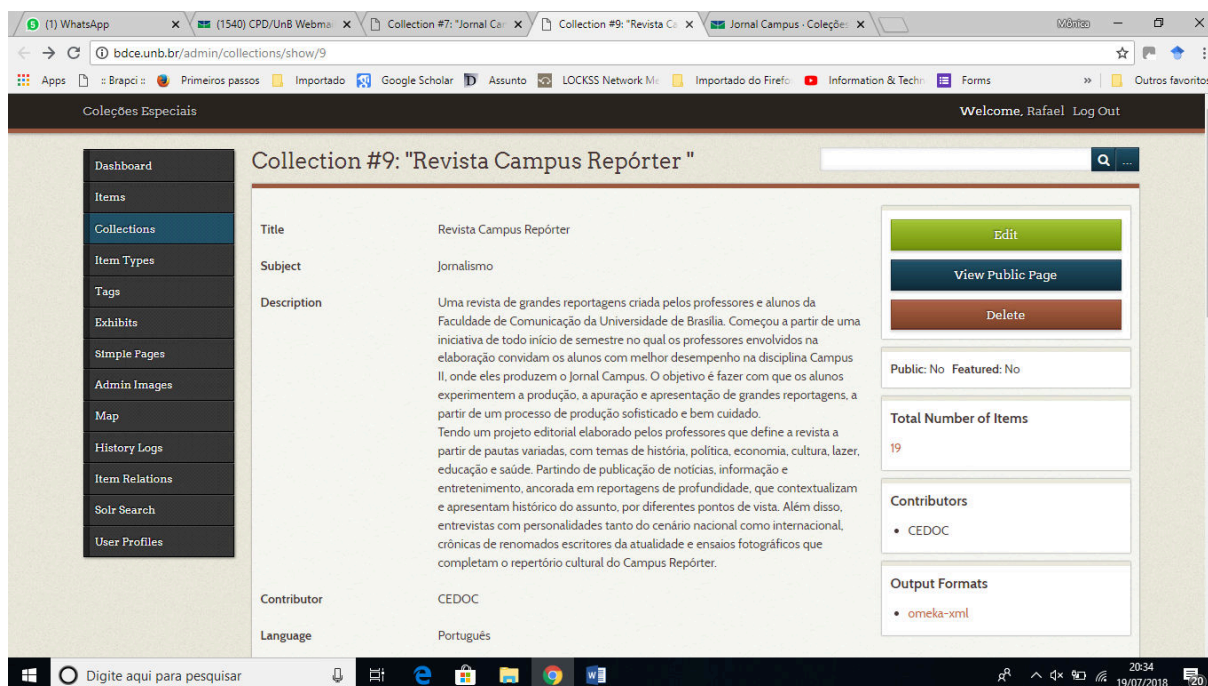 (1) WhatsApp
(1540) CPD/UnB Webma
Collection #7: "Jornal Car
Collection #9: "Revista Ca
Jornal Campus · Coleçõe
Mônica
bdce.unb.br/admin/collections/show/9
Apps
:: Brapci ::
Primeiros passos
Importado
Google Scholar
Assunto
LOCKSS Network Me
Importado do Firefo
Information & Techn
Forms
»
Outros favoritos
Coleções Especiais
Welcome, Rafael Log Out
Dashboard
Items
Collections
Item Types
Tags
Exhibits
Simple Pages
Admin Images
Map
History Logs
Item Relations
Solr Search
User Profiles
Collection #9: "Revista Campus Repórter "
...
Title
Revista Campus Repórter
Subject
Jornalismo
Description
Uma revista de grandes reportagens criada pelos professores e alunos da
Faculdade de Comunicação da Universidade de Brasília. Começou a partir de uma
iniciativa de todo início de semestre no qual os professores envolvidos na
elaboração convidam os alunos com melhor desempenho na disciplina Campus
II, onde eles produzem o Jornal Campus. O objetivo é fazer com que os alunos
experimentem a produção, a apuração e apresentação de grandes reportagens, a
partir de um processo de produção sofisticado e bem cuidado.
Tendo um projeto editorial elaborado pelos professores que define a revista a
partir de pautas variadas, com temas de história, política, economia, cultura, lazer,
educação e saúde. Partindo de publicação de notícias, informação e
entretenimento, ancorada em reportagens de profundidade, que contextualizam
e apresentam histórico do assunto, por diferentes pontos de vista. Além disso,
entrevistas com personalidades tanto do cenário nacional como internacional,
crônicas de renomados escritores da atualidade e ensaios fotográficos que
completam o repertório cultural do Campus Repórter.
Contributor
CEDOC
Language
Português
Edit
View Public Page
Delete
Public: No Featured: No
Total Number of Items
19
Contributors
• CEDOC
Output Formats
• omeka-xml
Digite aqui para pesquisar
20:34
19/07/2018
20